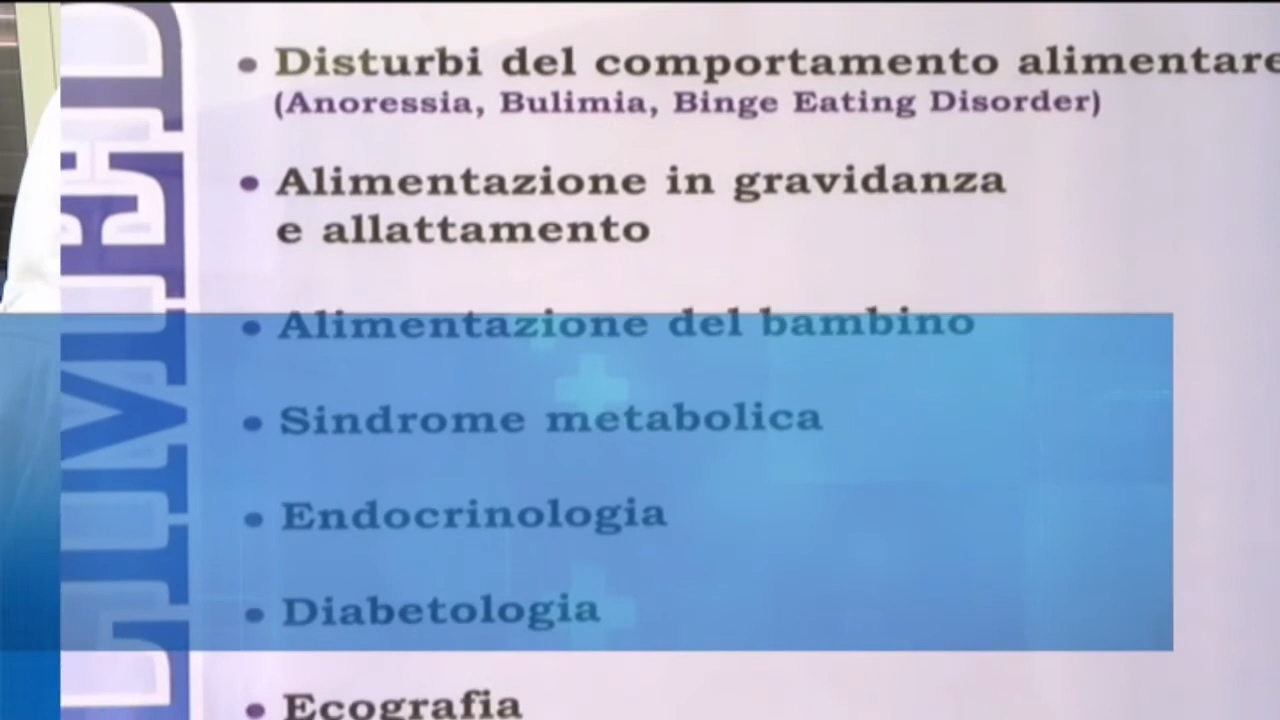 • Disturbi del comportamento alimentare
(Anoressia, Bulimia, Binge Eating Disorder)
• Alimentazione in gravidanza
e allattamento
• Alimentazione del bambino
• Sindrome metabolica
• Endocrinologia
• Diabetologia
• Ecografia
LIMED